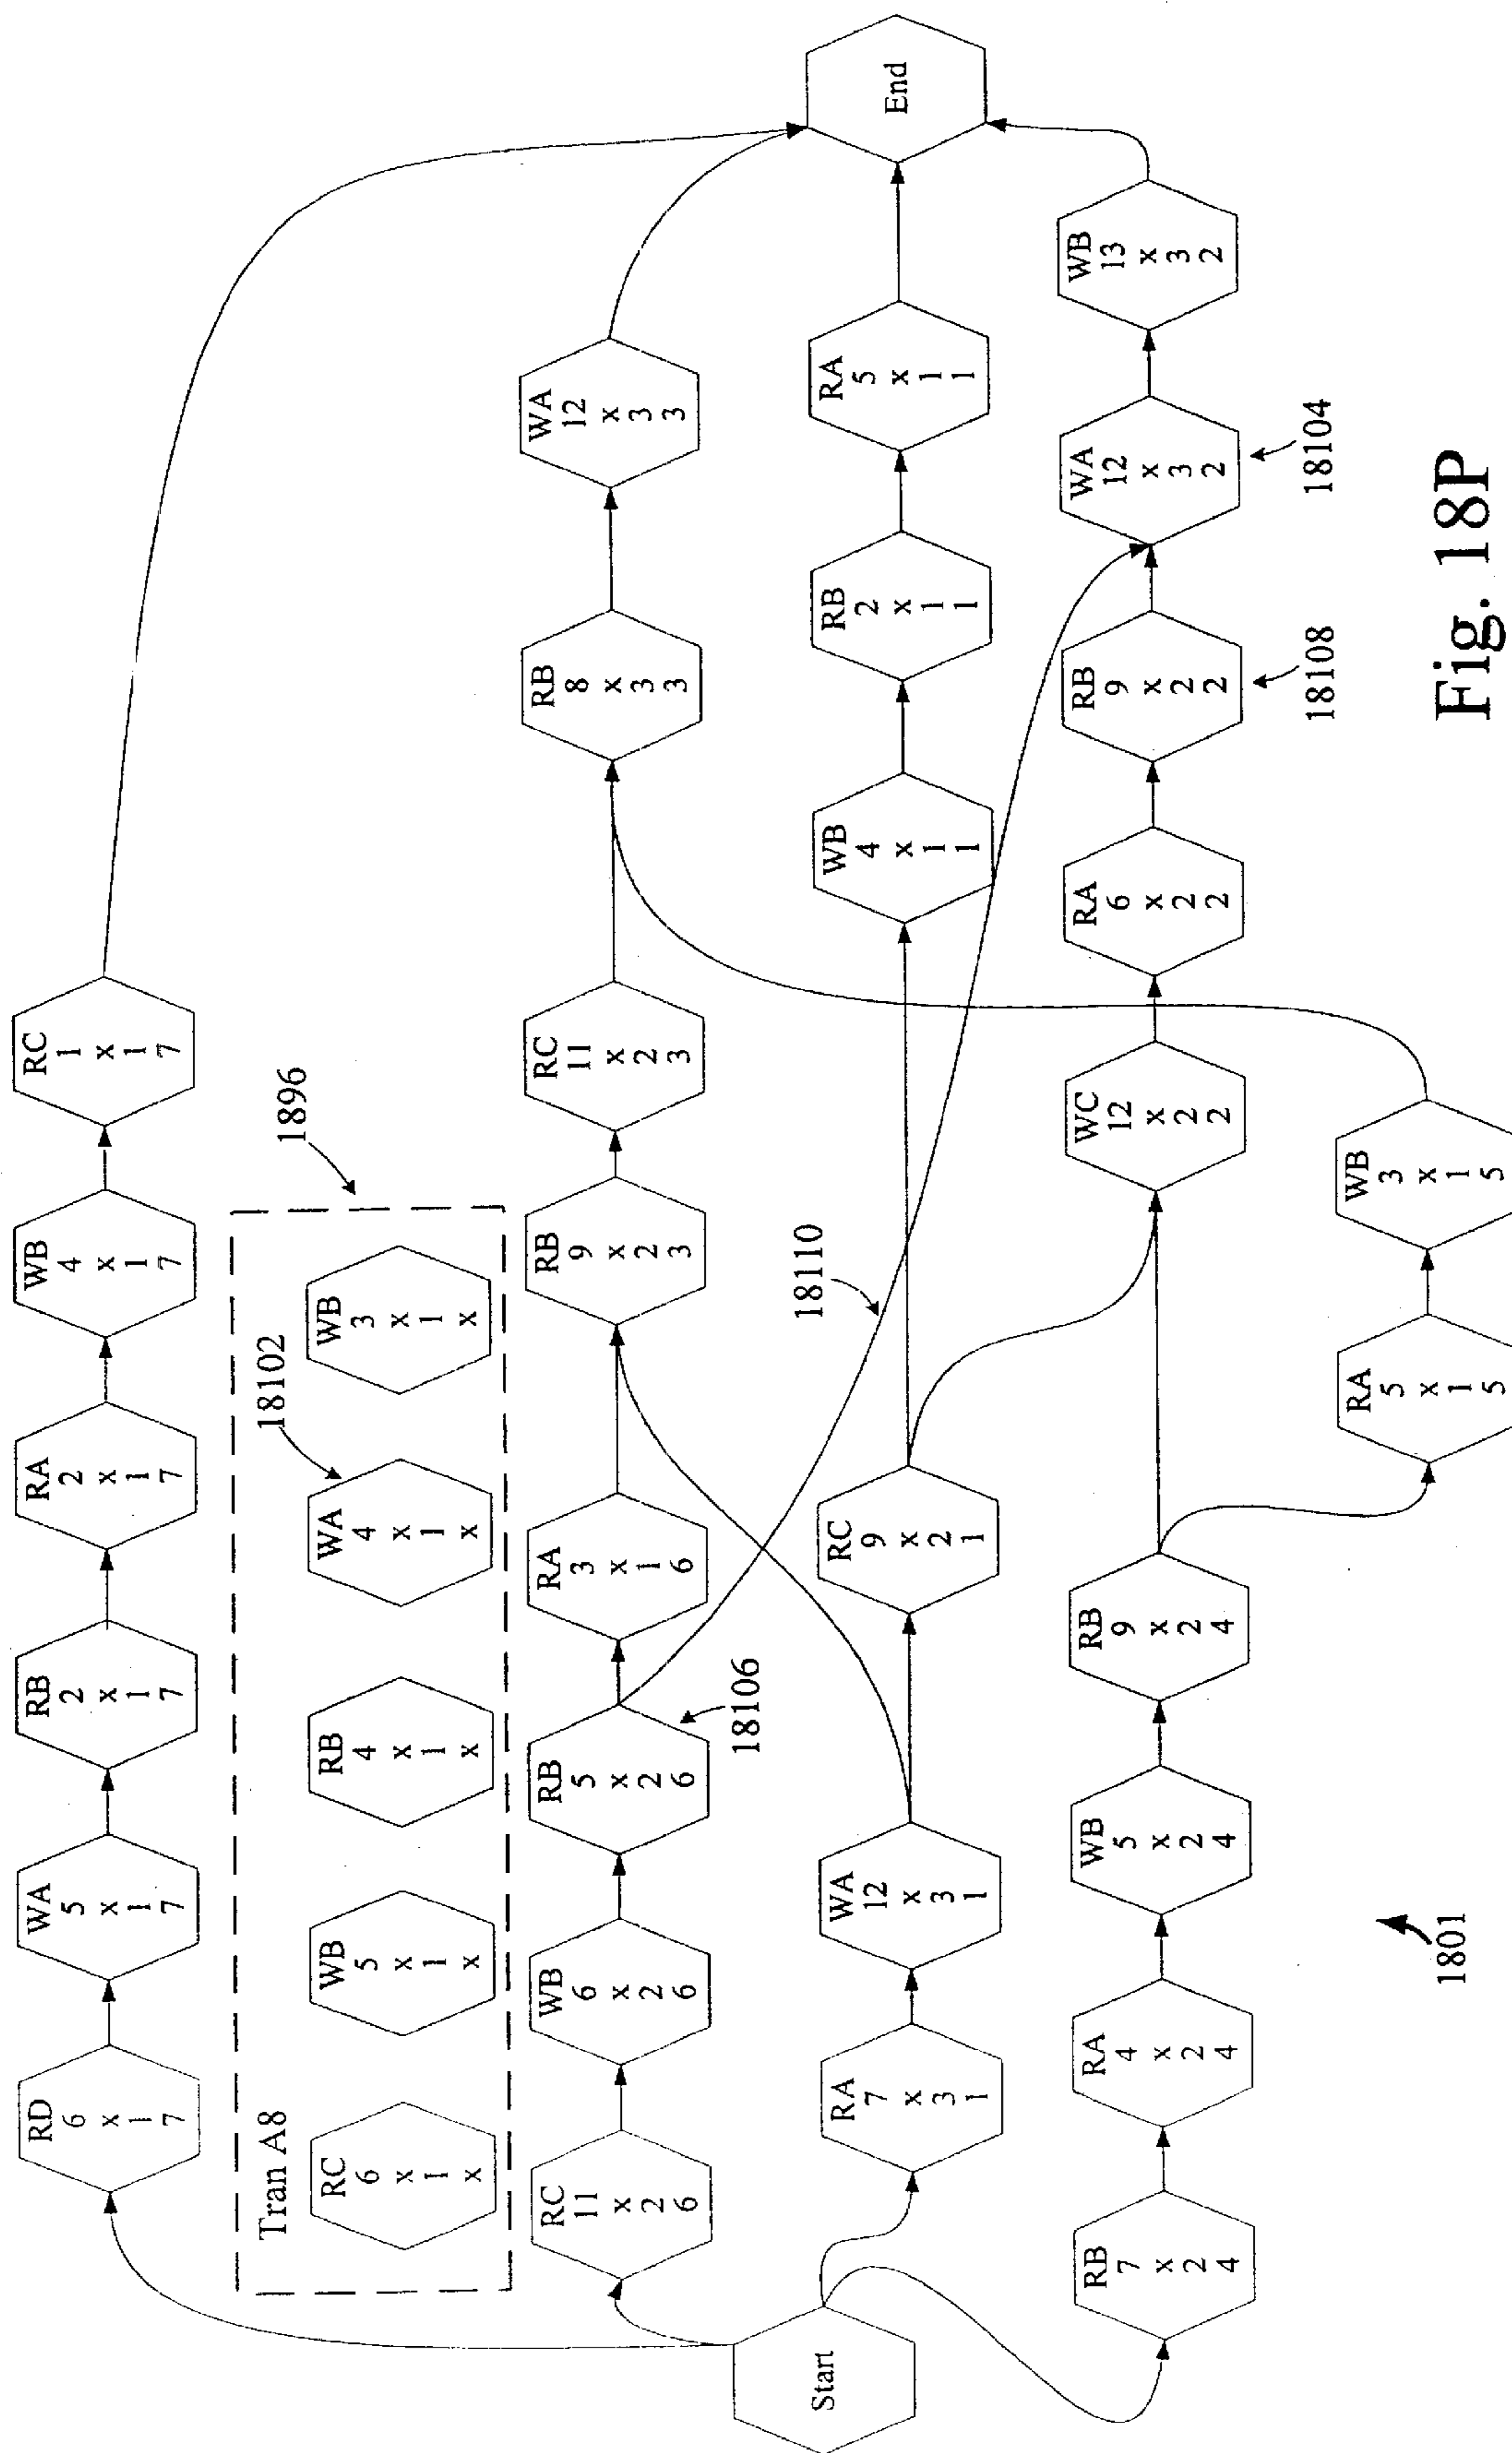 RD
6
x
1
7
WA
5
x
1
7
RB
2
x
1
7
RA
2
x
1
7
WB
4
x
1
7
RC
1
x
1
7
Tran A8
RC
6
x
1
x
WB
5
x
1
x
RB
4
x
1
x
WA
4
x
1
x
WB
3
x
1
x
18102
1896
RC
11
x
2
6
WB
6
x
2
6
RB
5
x
2
6
RA
3
x
1
6
RB
9
x
2
3
RC
11
x
2
3
RB
8
x
3
3
WA
12
x
3
3
18106
18110
Start
RA
7
x
3
1
WA
12
x
3
1
RC
9
x
2
1
WB
4
x
1
1
RB
2
x
1
1
RA
5
x
1
1
End
RB
7
x
2
4
RA
4
x
2
4
WB
5
x
2
4
RB
9
x
2
4
WC
12
x
2
2
RA
6
x
2
2
RB
9
x
2
2
WA
12
x
3
2
WB
13
x
3
2
18108
18104
RA
5
x
1
5
WB
3
x
1
5
1801
Fig. 18P